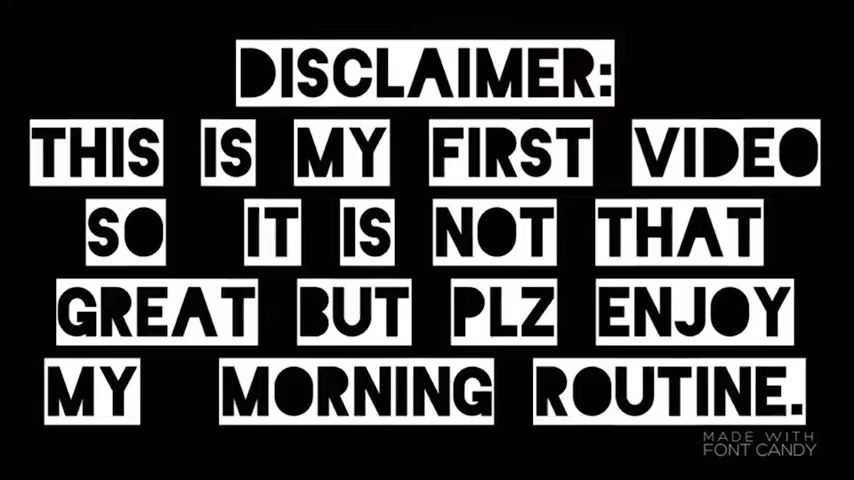 DISCLAIMER:
THIS IS MY FIRST VIDEO
SO IT IS NOT THAT
GREAT BUT PLZ ENJOY
MY MORNING ROUTINE.
MADE WITH
FONT CANDY